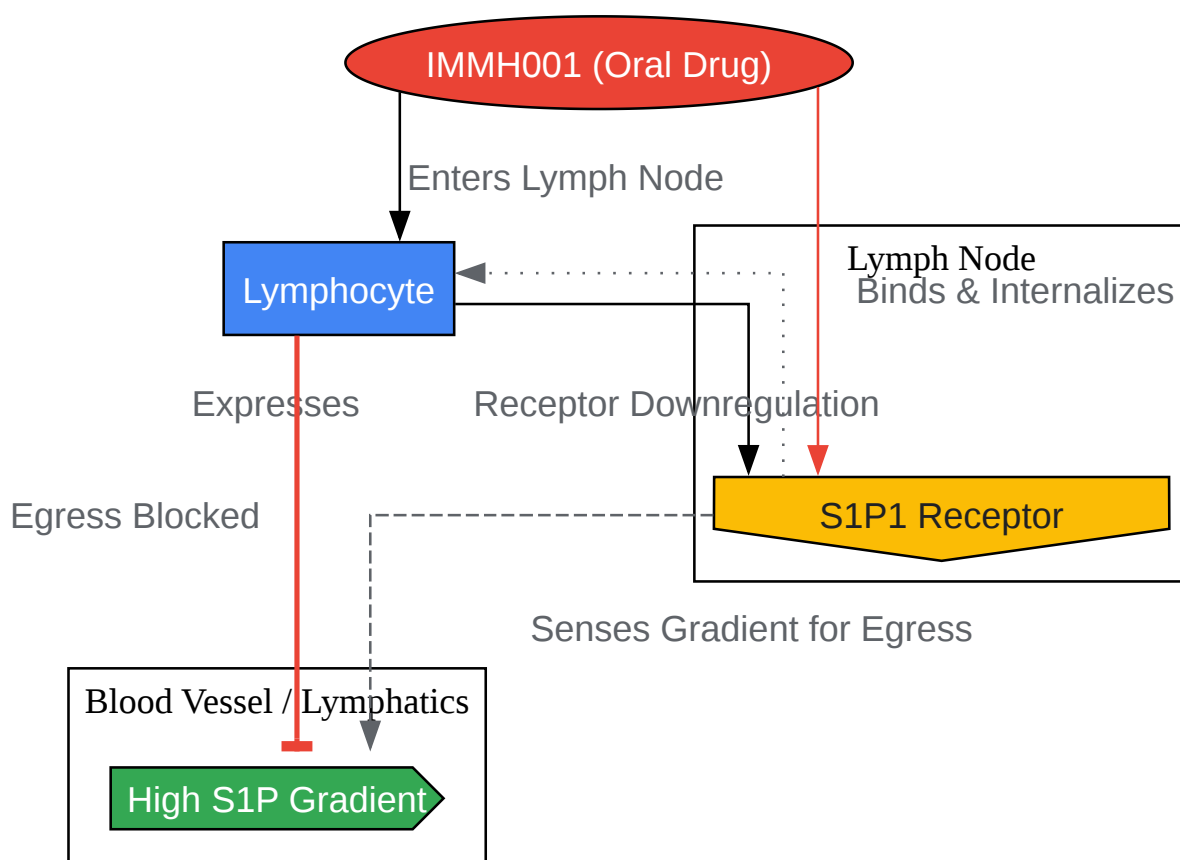 IMMH001 (Oral Drug)
Enters Lymph Node
Lymph Node
Lymphocyte
Binds & Internalizes
Expresses
Receptor Downregulation
Egress Blocked
S1P1 Receptor
Senses Gradient for Egress
Blood Vessel / Lymphatics
High S1P Gradient